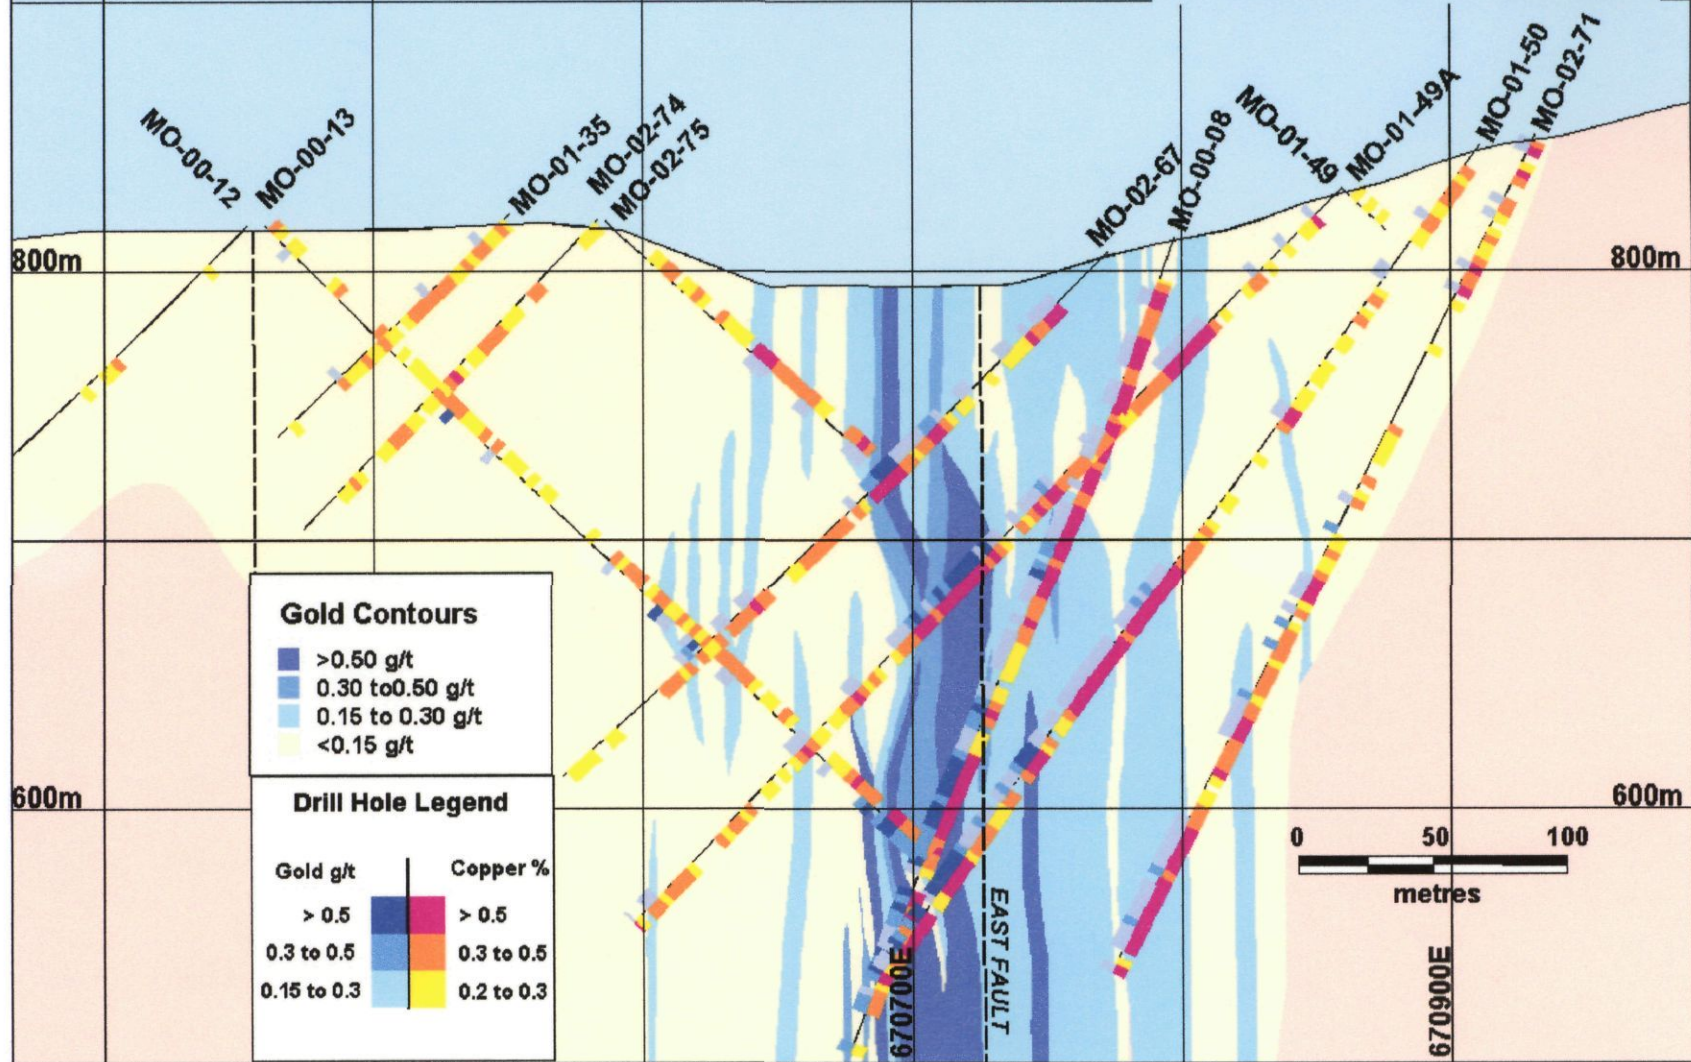 MO-00-12
MO-00-13
MO-01-35
MO-02-74
MO-02-75
MO-02-67
MO-00-08
MO-01-49
MO-01-49A
MO-01-50
MO-02-71
800m
800m
Gold Contours
>0.50 g/t
0.30 to0.50 g/t
0.15 to 0.30 g/t
<0.15 g/t
600m
600m
Drill Hole Legend
Gold g/t
Copper %
> 0.5
> 0.5
0.3 to 0.5
0.3 to 0.5
0.15 to 0.3
0.2 to 0.3
0 50 100
metres
EAST FAULT
670700E
670900E